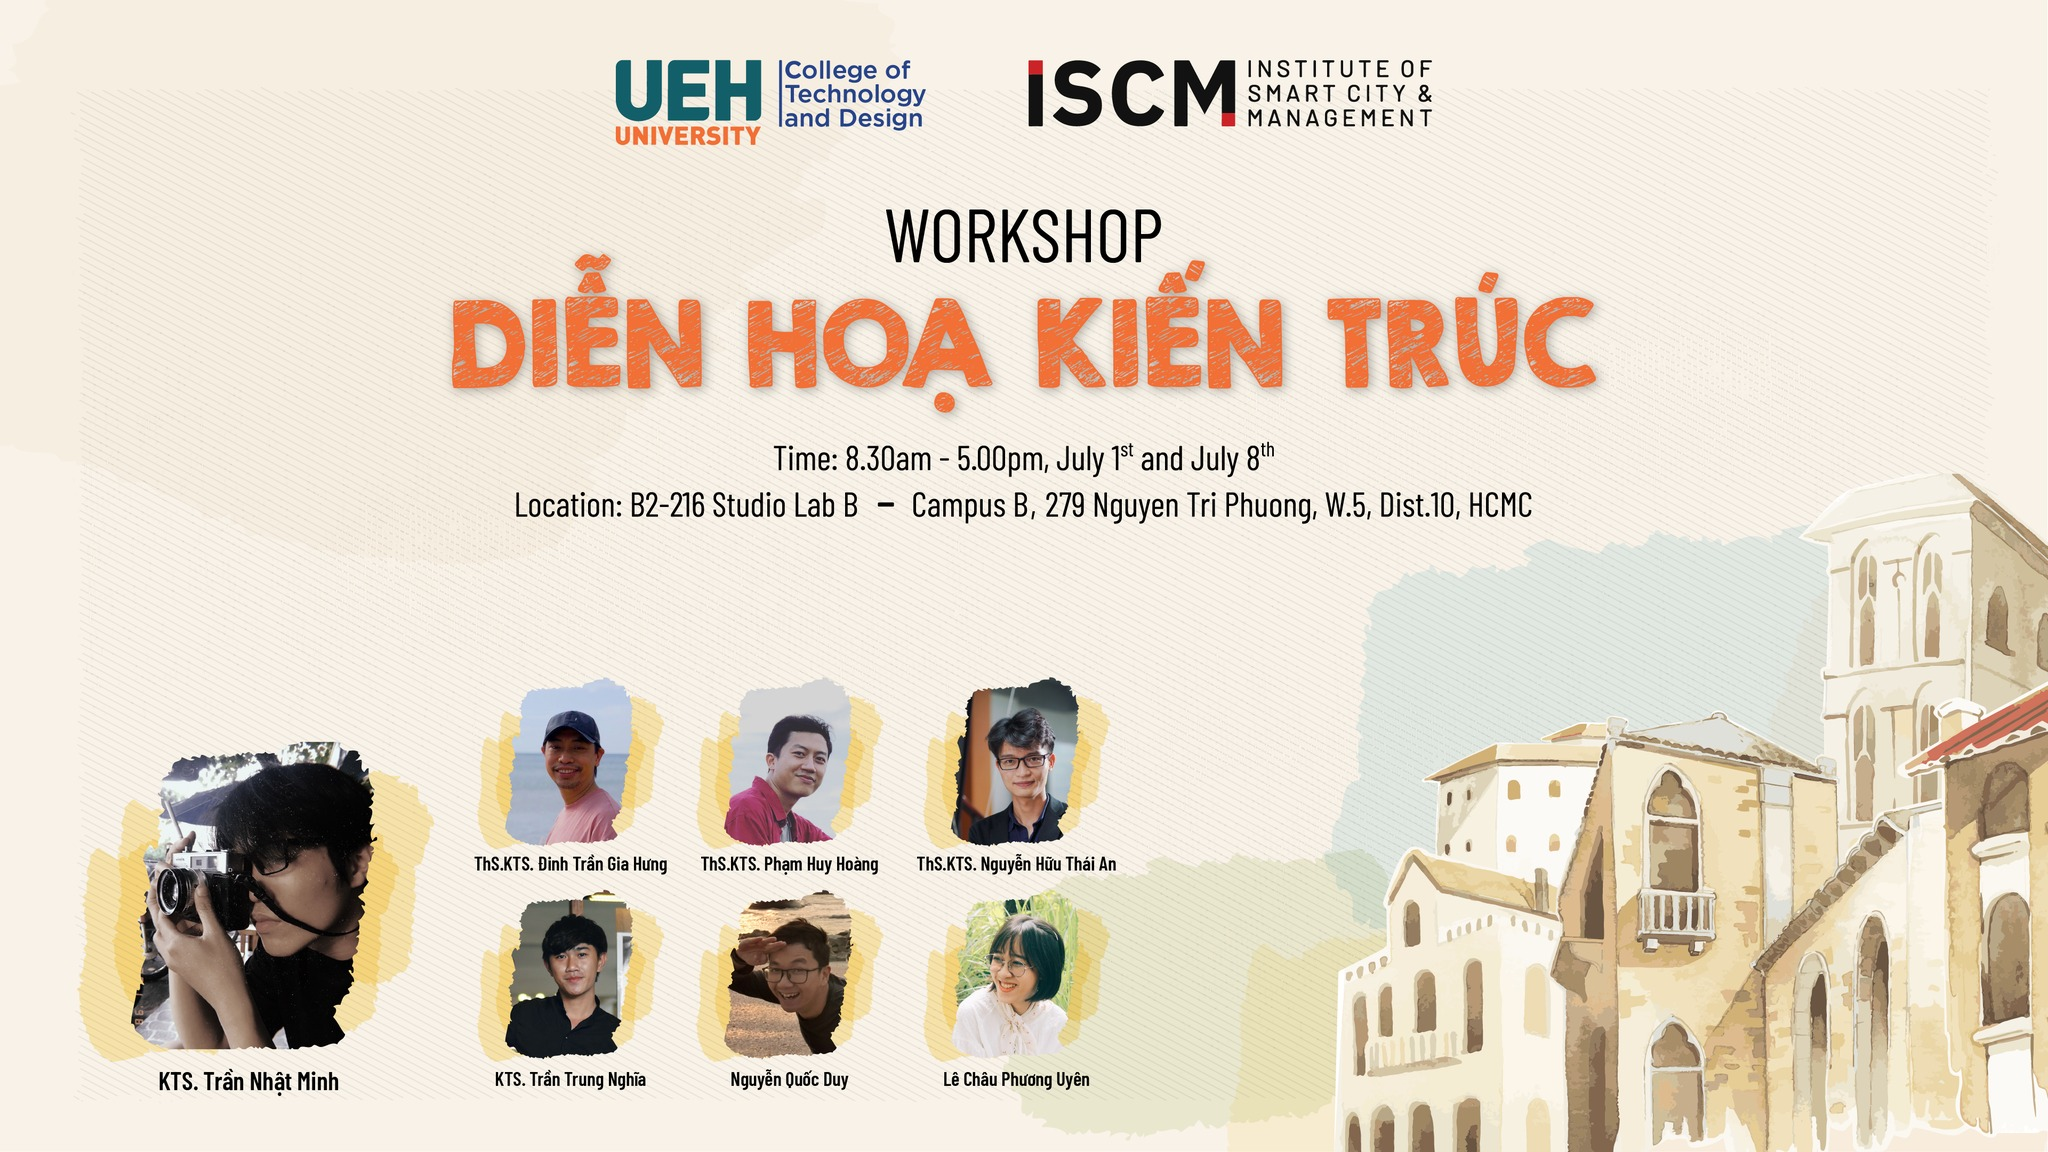 UEH
UNIVERSITY
College of
Technology
and Design
ISCM
INSTITUTE OF
SMART CITY &
MANAGEMENT
WORKSHOP
DIỄN HOẠ KIẾN TRÚC
Time: 8.30am - 5.00pm, July 1st and July 8th
Location: B2-216 Studio Lab B – Campus B, 279 Nguyen Tri Phuong, W.5, Dist.10, HCMC
ThS.KTS. Đinh Trần Gia Hưng
ThS.KTS. Phạm Huy Hoàng
ThS.KTS. Nguyễn Hữu Thái An
KTS. Trần Nhật Minh
KTS. Trần Trung Nghĩa
Nguyễn Quốc Duy
Lê Châu Phương Uyên